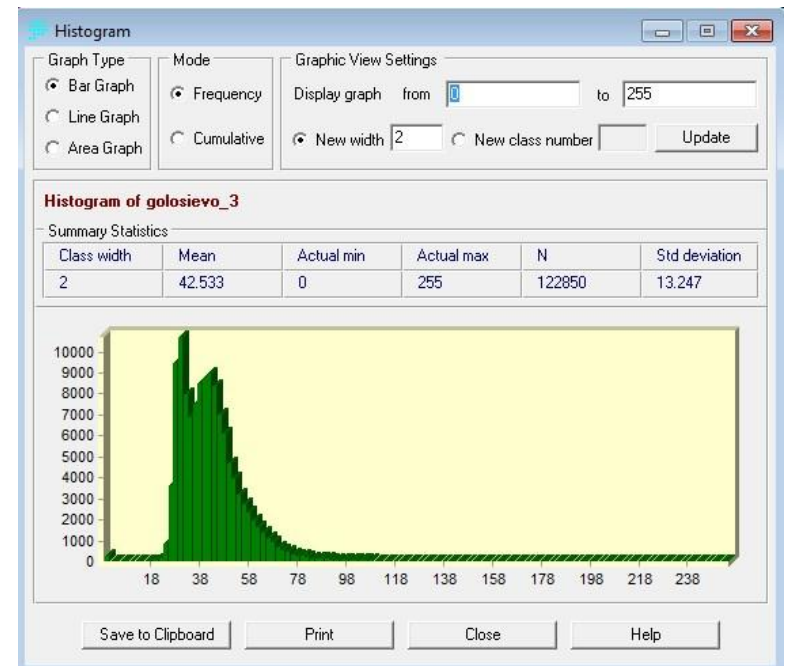 Histogram
Graph Type
Bar Graph
Line Graph
Area Graph
Mode
Frequency
Cumulative
Graphic View Settings
Display graph from 0 to 255
New width 2 New class number Update
Histogram of golosievo_3
Summary Statistics
Class width Mean Actual min Actual max N Std deviation
2 42.533 0 255 122850 13.247
10000
9000
8000
7000
6000
5000
4000
3000
2000
1000
0
18 38 58 78 98 118 138 158 178 198 218 238
Save to Clipboard Print Close Help